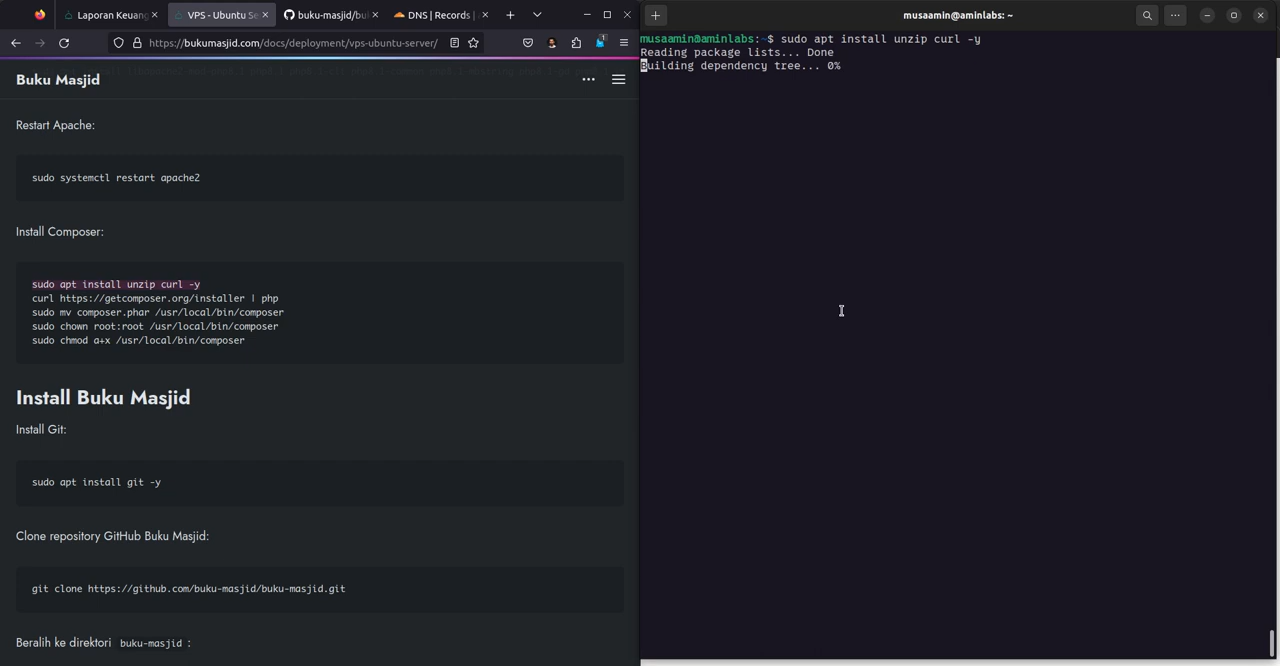 Laporan Keuang
VPS - Ubuntu Se
buku-masjid/bu
DNS | Records |
https://bukumasjid.com/docs/deployment/vps-ubuntu-server/
1
Buku Masjid
Restart Apache:
sudo systemctl restart apache2
Install Composer:
sudo apt install unzip curl -y
curl https://getcomposer.org/installer | php
sudo mv composer.phar /usr/local/bin/composer
sudo chown root:root /usr/local/bin/composer
sudo chmod a+x /usr/local/bin/composer
Install Buku Masjid
Install Git:
sudo apt install git -y
Clone repository GitHub Buku Masjid:
git clone https://github.com/buku-masjid/buku-masjid.git
Beralih ke direktori buku-masjid :
musaamin@aminlabs: ~
musaamin@aminlabs:~$ sudo apt install unzip curl -y
Reading package lists... Done
Building dependency tree... 0%